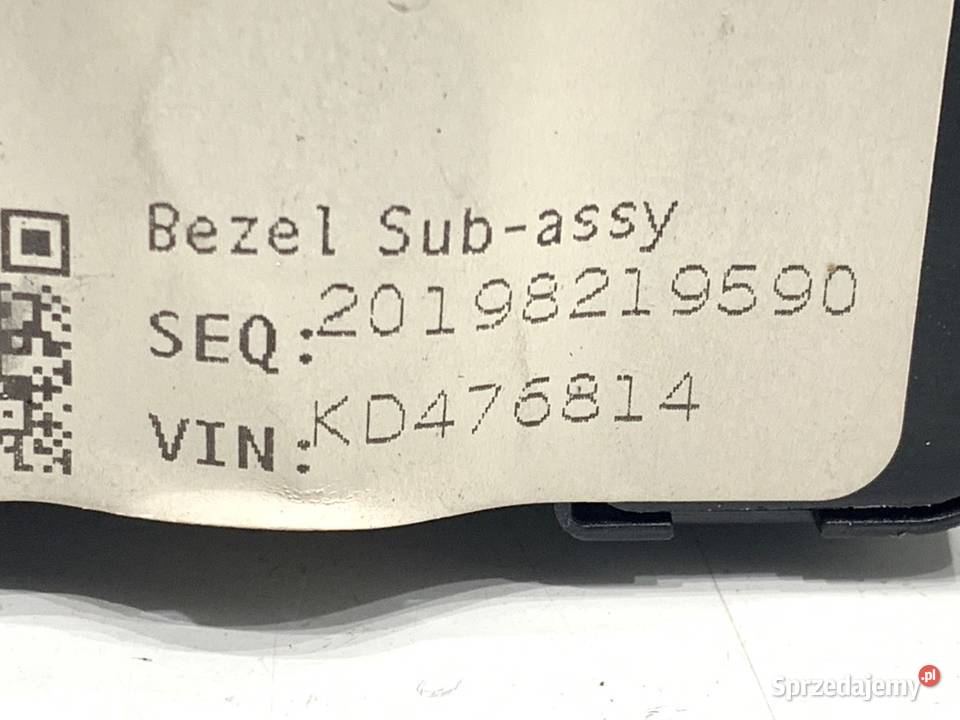 Bezel Sub-assy
SEQ:20198219590
VIN:KD476814
Sprzedajemy.pl